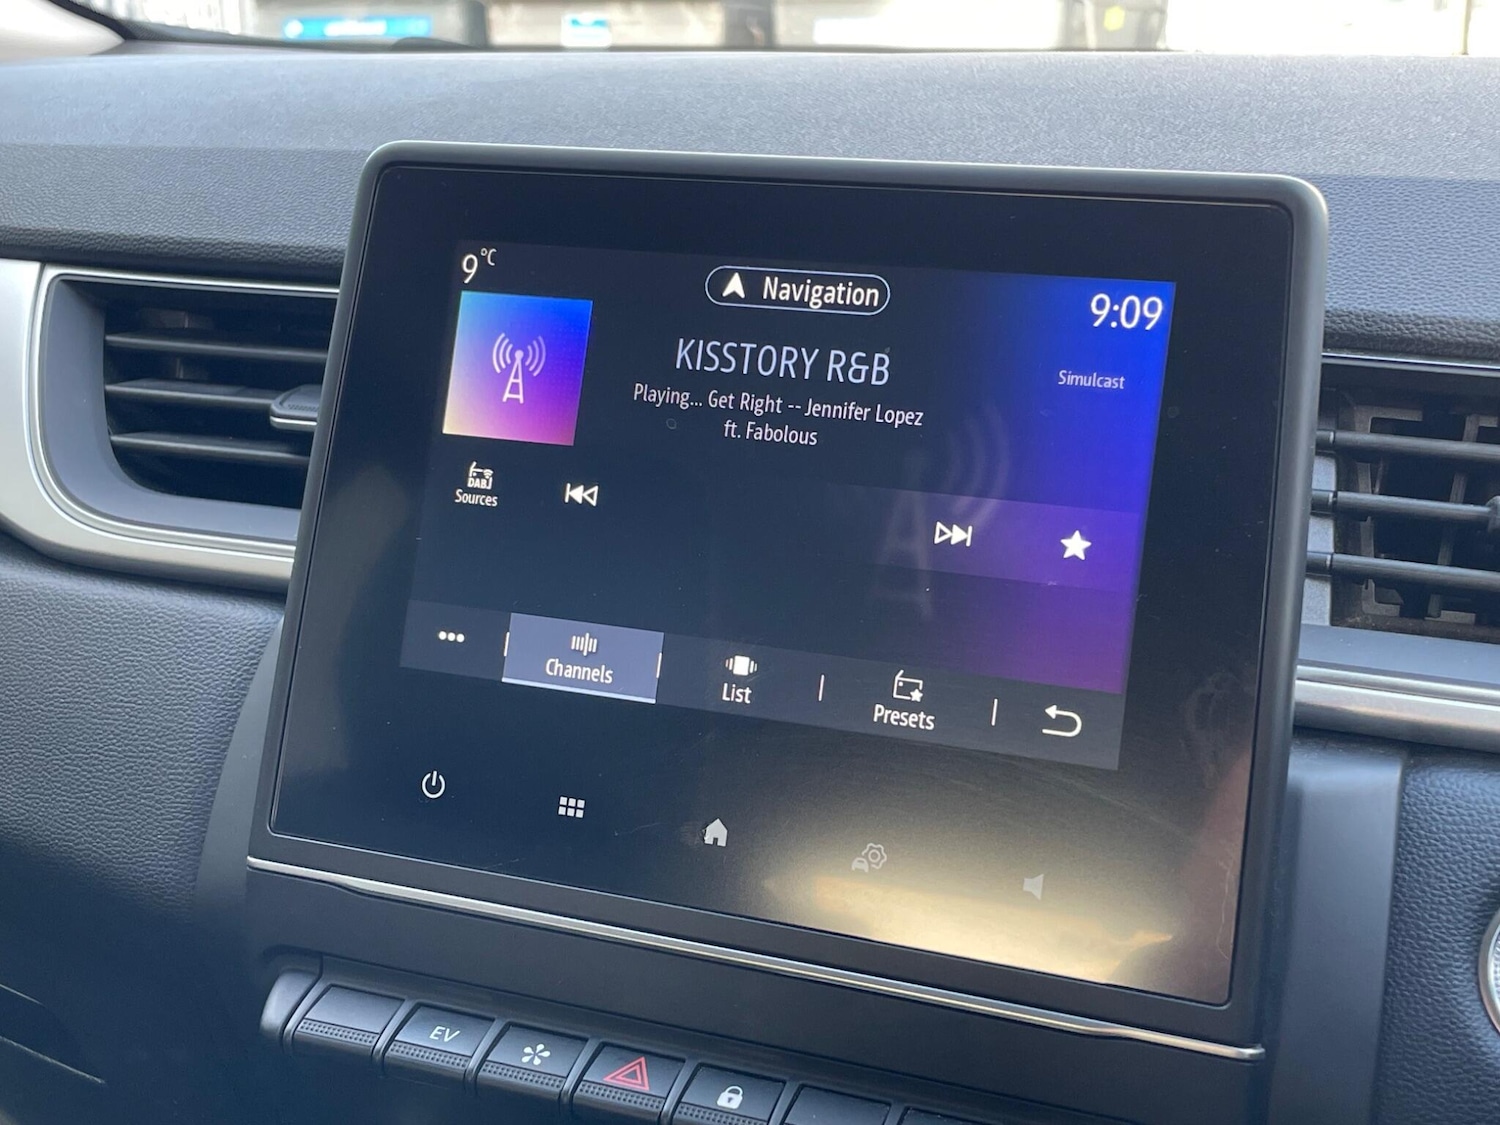 9°C
Navigation
9:09
KISSTORY R&B
Simulcast
Playing... Get Right -- Jennifer Lopez
ft. Fabolous
DAB
Sources
Channels
List
Presets
EV